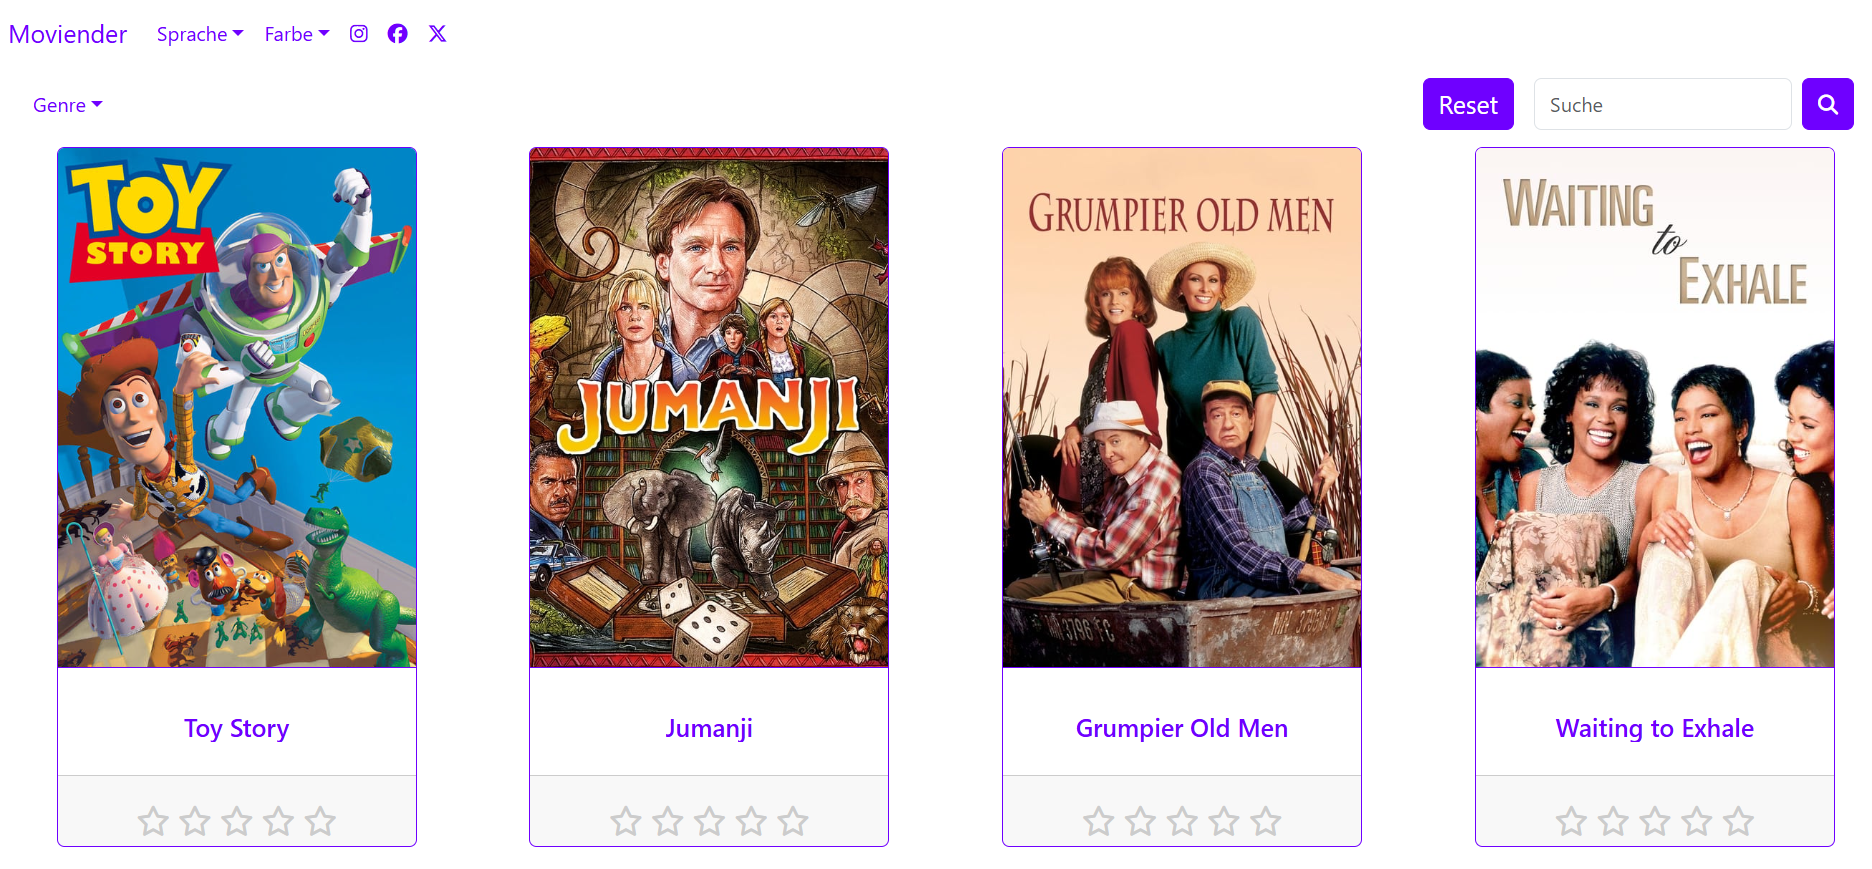 Moviender Sprache Farbe
Genre Reset Suche
TOY
STORY
JUMANJI
GRUMPIER OLD MEN
WAITING
to
EXHALE
Toy Story
Jumanji
Grumpier Old Men
Waiting to Exhale